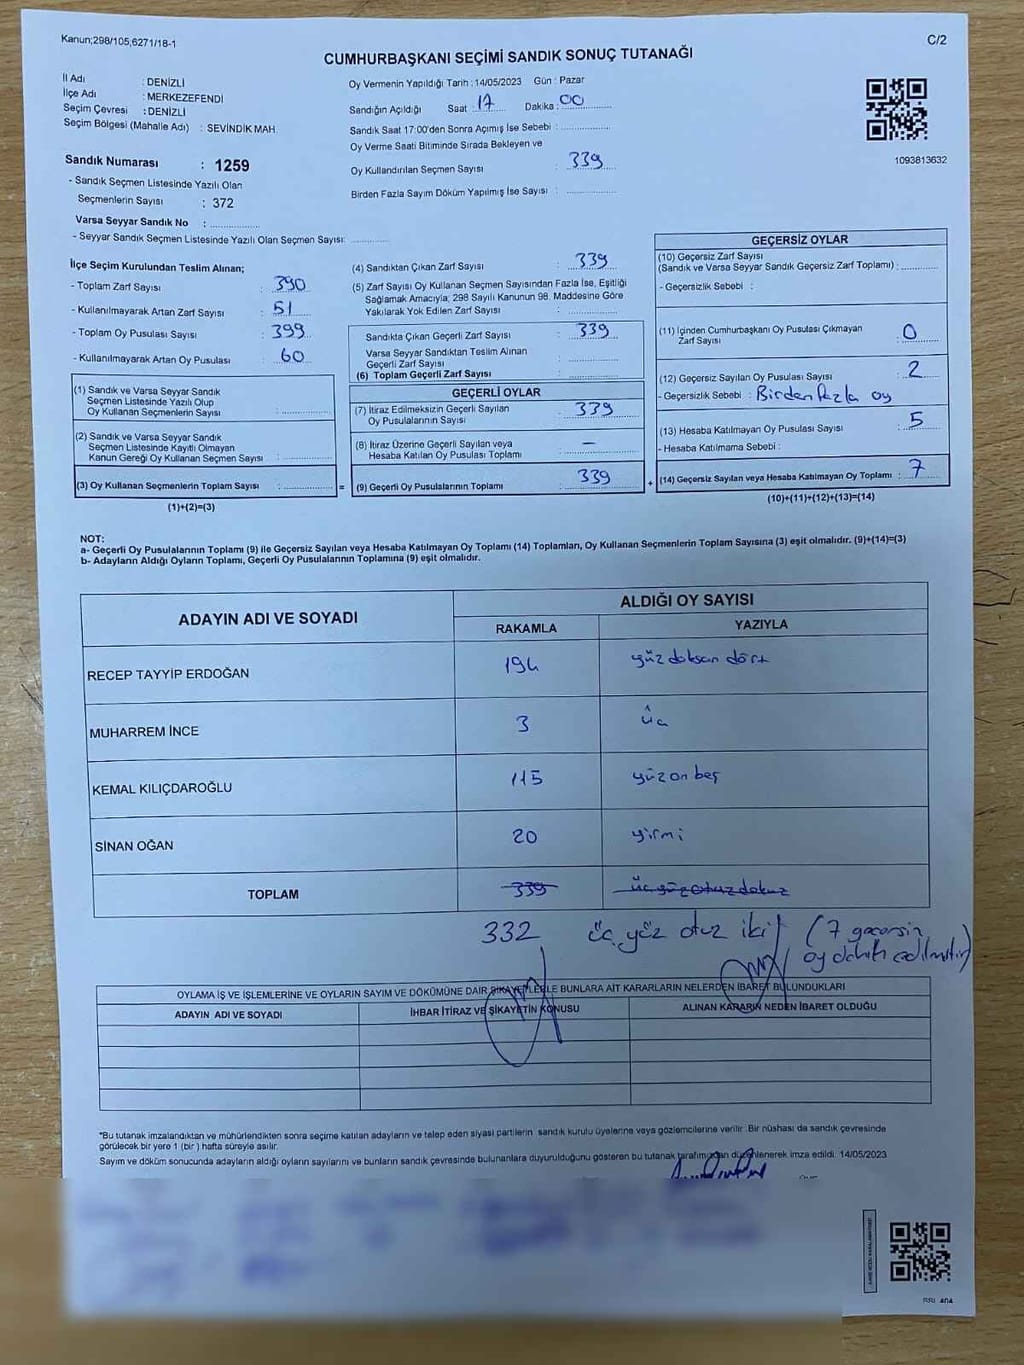 Kanun;298/105,6271/18-1
C/2
CUMHURBAŞKANI SEÇİMİ SANDIK SONUÇ TUTANAĞI
İl Adı : DENİZLİ
İlçe Adı : MERKEZEFENDİ
Seçim Çevresi : DENİZLİ
Seçim Bölgesi (Mahalle Adı) : SEVİNDİK MAH.
Oy Vermenin Yapıldığı Tarih : 14/05/2023 Gün : Pazar
Sandığın Açıldığı Saat 17 Dakika : 00
Sandık Saat 17:00'den Sonra Açımış İse Sebebi :
Oy Verme Saati Bitiminde Sırada Bekleyen ve
Oy Kullandırılan Seçmen Sayısı : 339
Birden Fazla Sayım Döküm Yapılmış İse Sayısı :
1093813632
Sandık Numarası : 1259
- Sandık Seçmen Listesinde Yazılı Olan
Seçmenlerin Sayısı : 372
Varsa Seyyar Sandık No :
- Seyyar Sandık Seçmen Listesinde Yazılı Olan Seçmen Sayısı:
İlçe Seçim Kurulundan Teslim Alınan;
- Toplam Zarf Sayısı : 390
- Kullanılmayarak Artan Zarf Sayısı : 51
- Toplam Oy Pusulası Sayısı : 399
- Kullanılmayarak Artan Oy Pusulası : 60
(1) Sandık ve Varsa Seyyar Sandık
Seçmen Listesinde Yazılı Olup
Oy Kullanan Seçmenlerin Sayısı :
(2) Sandık ve Varsa Seyyar Sandık
Seçmen Listesinde Kayıtlı Olmayan
Kanun Gereği Oy Kullanan Seçmen Sayısı :
(3) Oy Kullanan Seçmenlerin Toplam Sayısı : =
(1)+(2)=(3)
(4) Sandıktan Çıkan Zarf Sayısı : 339
(5) Zarf Sayısı Oy Kullanan Seçmen Sayısından Fazla İse, Eşitliği
Sağlamak Amacıyla, 298 Sayılı Kanunun 98. Maddesine Göre
Yakılarak Yok Edilen Zarf Sayısı :
Sandıkta Çıkan Geçerli Zarf Sayısı : 339
Varsa Seyyar Sandıktan Teslim Alınan
Geçerli Zarf Sayısı :
(6) Toplam Geçerli Zarf Sayısı :
GEÇERLİ OYLAR
(7) İtiraz Edilmeksizin Geçerli Sayılan
Oy Pusulalarının Sayısı : 339
(8) İtiraz Üzerine Geçerli Sayılan veya
Hesaba Katılan Oy Pusulası Toplamı : —
(9) Geçerli Oy Pusulalarının Toplamı : 339 +
GEÇERSİZ OYLAR
(10) Geçersiz Zarf Sayısı
(Sandık ve Varsa Seyyar Sandık Geçersiz Zarf Toplamı) :
- Geçersizlik Sebebi :
(11) İçinden Cumhurbaşkanı Oy Pusulası Çıkmayan
Zarf Sayısı : 0
(12) Geçersiz Sayılan Oy Pusulası Sayısı : 2
- Geçersizlik Sebebi : Birden fazla oy
(13) Hesaba Katılmayan Oy Pusulası Sayısı : 5
- Hesaba Katılmama Sebebi :
(14) Geçersiz Sayılan veya Hesaba Katılmayan Oy Toplamı : 7
(10)+(11)+(12)+(13)=(14)
NOT:
a- Geçerli Oy Pusulalarının Toplamı (9) ile Geçersiz Sayılan veya Hesaba Katılmayan Oy Toplamı (14) Toplamları, Oy Kullanan Seçmenlerin Toplam Sayısına (3) eşit olmalıdır. (9)+(14)=(3)
b- Adayların Aldığı Oyların Toplamı, Geçerli Oy Pusulalarının Toplamına (9) eşit olmalıdır.
ADAYIN ADI VE SOYADI
ALDIĞI OY SAYISI
RAKAMLA YAZIYLA
RECEP TAYYİP ERDOĞAN 194 yüz doksan dört
MUHARREM İNCE 3 üç
KEMAL KILIÇDAROĞLU 115 yüz on beş
SİNAN OĞAN 20 yirmi
TOPLAM 339 üç yüz otuz dokuz
332 üç yüz otuz iki (7 geçersiz
oy dahil edilmiştir)
OYLAMA İŞ VE İŞLEMLERİNE VE OYLARIN SAYIM VE DÖKÜMÜNE DAİR ŞİKAYETLERLE BUNLARA AİT KARARLARIN NELERDEN İBARET BULUNDUKLARI
ADAYIN ADI VE SOYADI İHBAR İTİRAZ VE ŞİKAYETİN KONUSU ALINAN KARARIN NEDEN İBARET OLDUĞU
*Bu tutanak imzalandıktan ve mühürlendikten sonra seçime katılan adayların ve talep eden siyasi partilerin sandık kurulu üyelerine veya gözlemcilerine verilir. Bir nüshası da sandık çevresinde
görülecek bir yere 1 (bir ) hafta süreyle asılır.
Sayım ve döküm sonucunda adayların aldığı oyların sayılarını ve bunların sandık çevresinde bulunanlara duyurulduğunu gösteren bu tutanak tarafımızdan düzenlenerek imza edildi. 14/05/2023